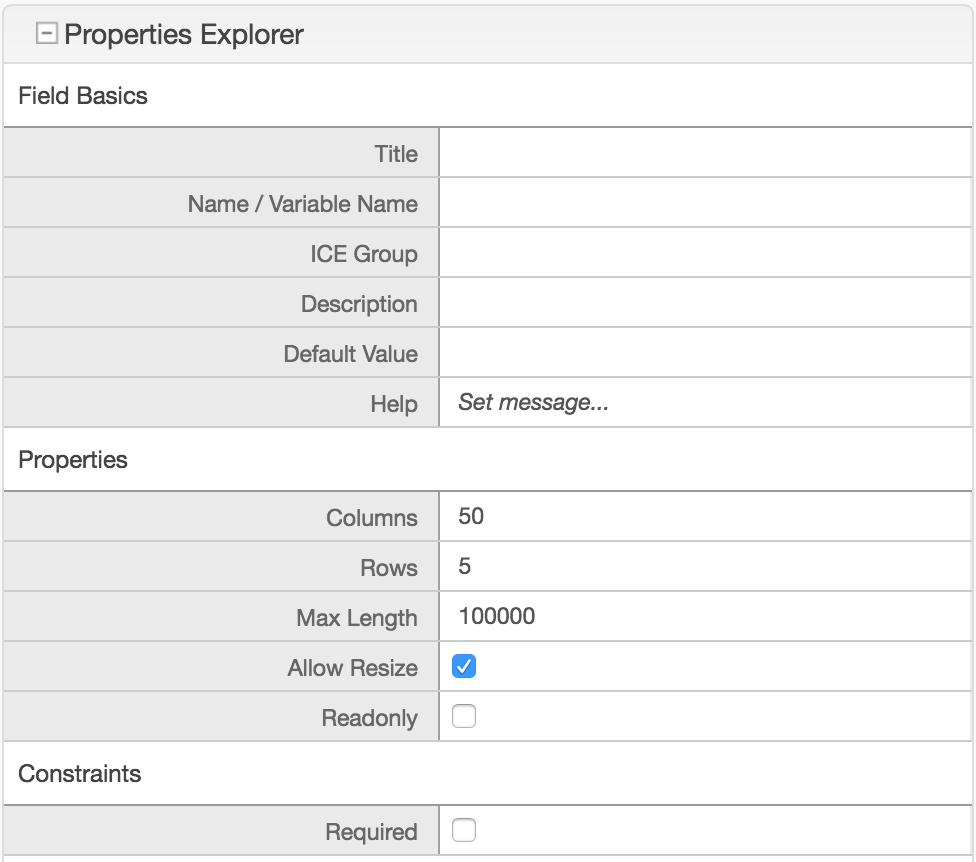 Properties Explorer
Field Basics
Title
Name / Variable Name
ICE Group
Description
Default Value
Help Set message...
Properties
Columns 50
Rows 5
Max Length 100000
Allow Resize
Readonly
Constraints
Required